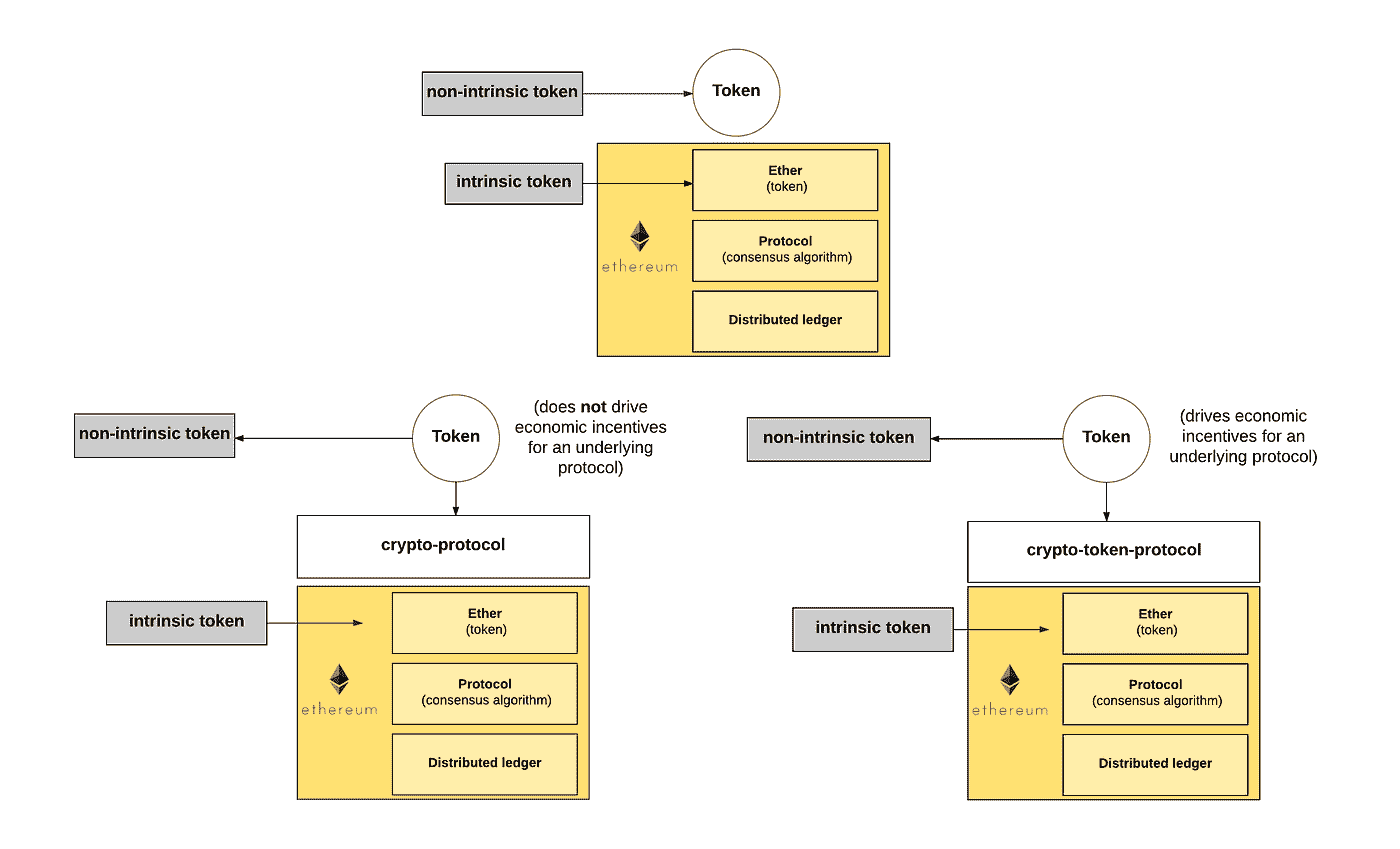 non-intrinsic token
Token
intrinsic token
Ether
(token)
Protocol
(consensus algorithm)
ethereum
Distributed ledger
non-intrinsic token
Token
(does not drive
economic incentives
for an underlying
protocol)
crypto-protocol
intrinsic token
Ether
(token)
Protocol
(consensus algorithm)
ethereum
Distributed ledger
non-intrinsic token
Token
(drives economic
incentives for an
underlying protocol)
crypto-token-protocol
intrinsic token
Ether
(token)
Protocol
(consensus algorithm)
ethereum
Distributed ledger